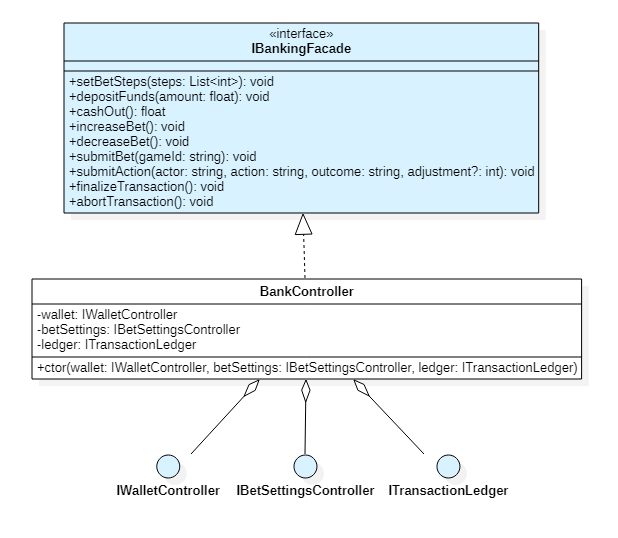 «interface»
IBankingFacade
+setBetSteps(steps: List<int>): void
+depositFunds(amount: float): void
+cashOut(): float
+increaseBet(): void
+decreaseBet(): void
+submitBet(gameId: string): void
+submitAction(actor: string, action: string, outcome: string, adjustment?: int): void
+finalizeTransaction(): void
+abortTransaction(): void
BankController
-wallet: IWalletController
-betSettings: IBetSettingsController
-ledger: ITransactionLedger
+ctor(wallet: IWalletController, betSettings: IBetSettingsController, ledger: ITransactionLedger)
IWalletController
IBetSettingsController
ITransactionLedger